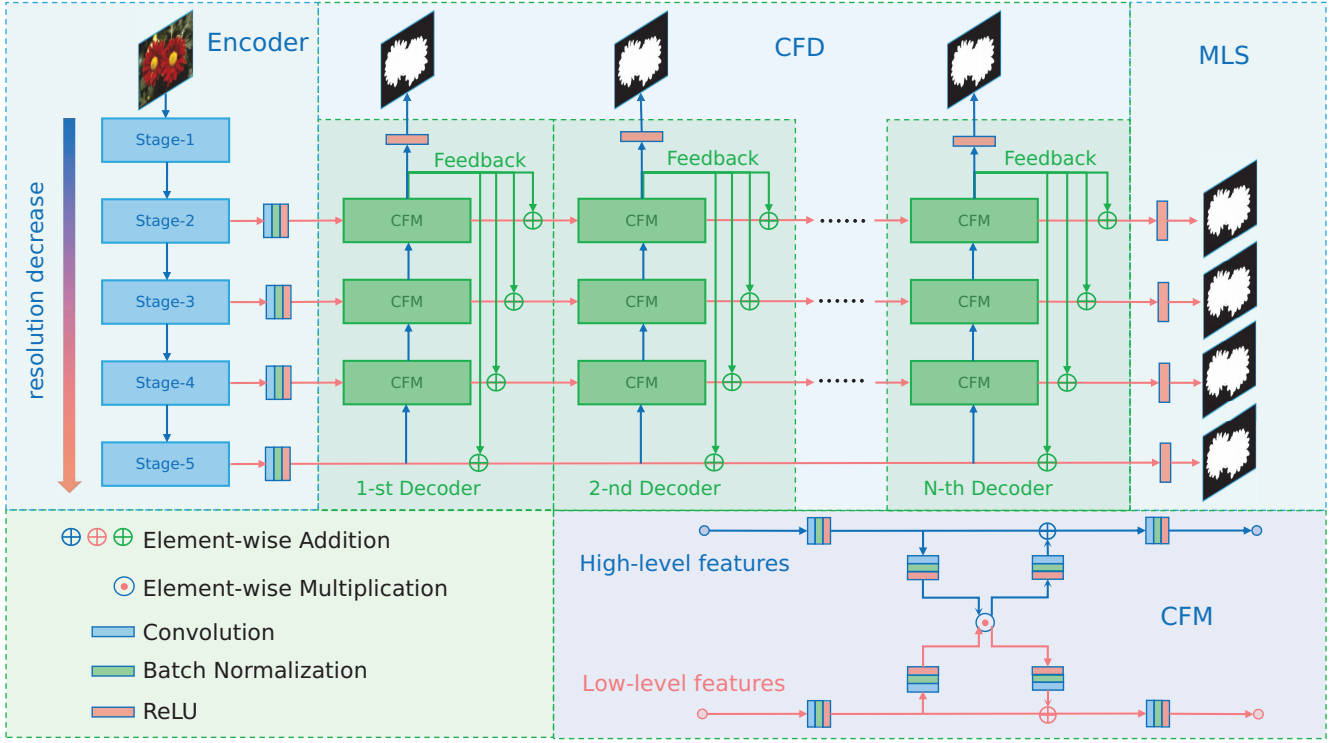 Encoder
CFD
MLS
resolution decrease
Stage-1
Feedback
Feedback
Feedback
Stage-2
CFM
CFM
......
CFM
Stage-3
CFM
CFM
......
CFM
Stage-4
CFM
CFM
......
CFM
Stage-5
1-st Decoder
2-nd Decoder
N-th Decoder
Element-wise Addition
Element-wise Multiplication
Convolution
Batch Normalization
ReLU
High-level features
CFM
Low-level features